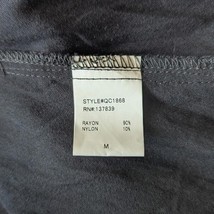 STYLE#QC1868
RN#:137839
RAYON 90%
NYLON 10%
M